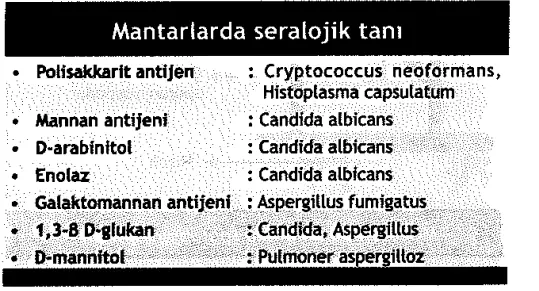 Mantarlarda seralojik tanı
• Polisakkarit antijen : Cryptococcus neoformans,
Histoplasma capsulatum
• Mannan antijeni : Candida albicans
• D-arabinitol : Candida albicans
• Enolaz : Candida albicans
• Galaktomannan antijeni : Aspergillus fumigatus
• 1,3-ß D-glukan : Candida, Aspergillus
• D-mannitol : Pulmoner aspergilloz